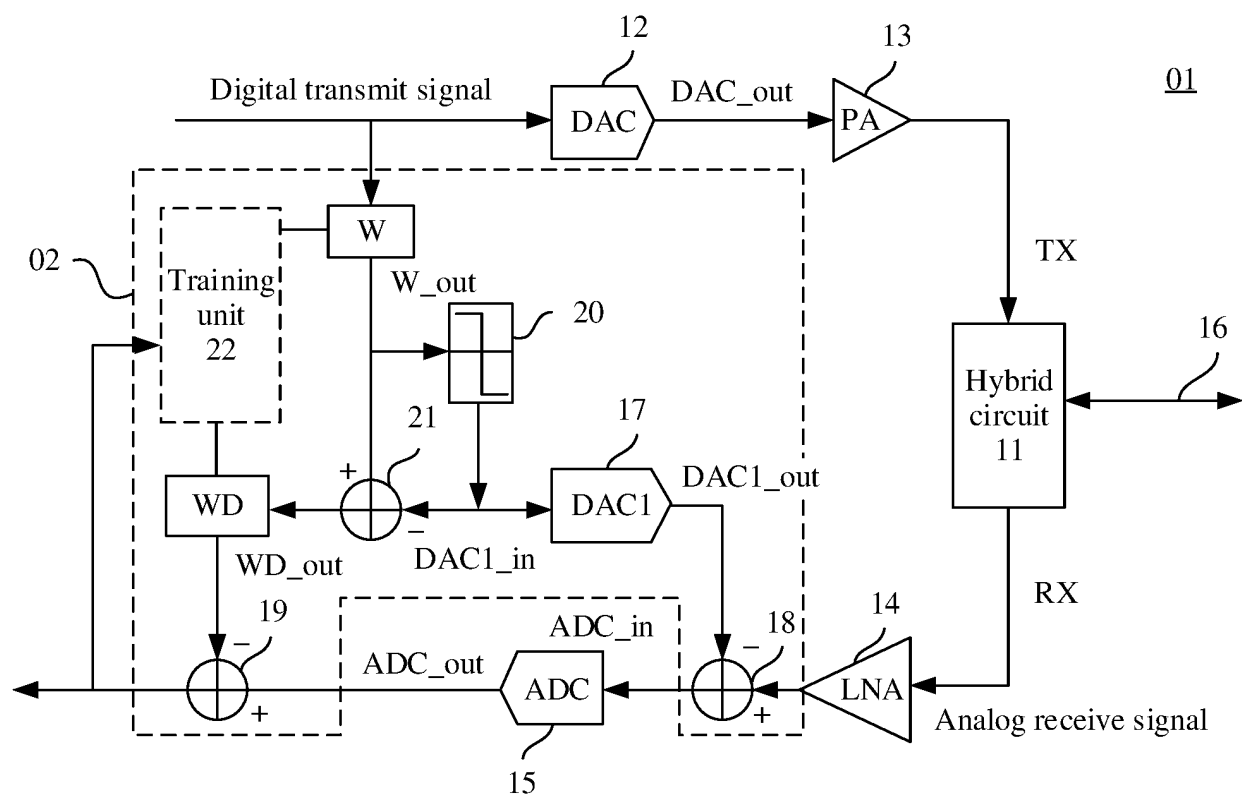 12
13
01
Digital transmit signal
DAC
DAC_out
PA
W
02
Training
unit
22
W_out
20
TX
16
Hybrid
circuit
11
21
17
+
WD
−
DAC1
DAC1_out
DAC1_in
WD_out
RX
19
−
ADC_in
18
14
−
ADC_out
ADC
LNA
+
+
Analog receive signal
15